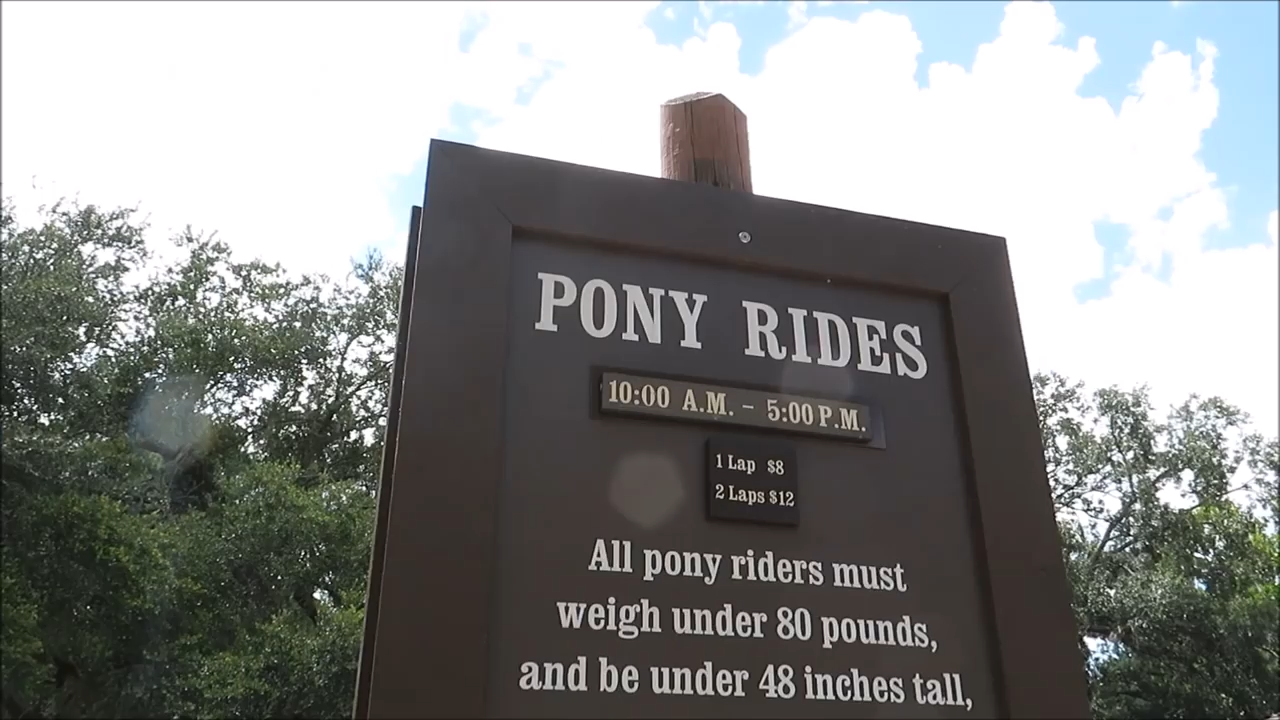 PONY RIDES
10:00 A.M. - 5:00 P.M.
1 Lap $8
2 Laps $12
All pony riders must
weigh under 80 pounds,
and be under 48 inches tall,